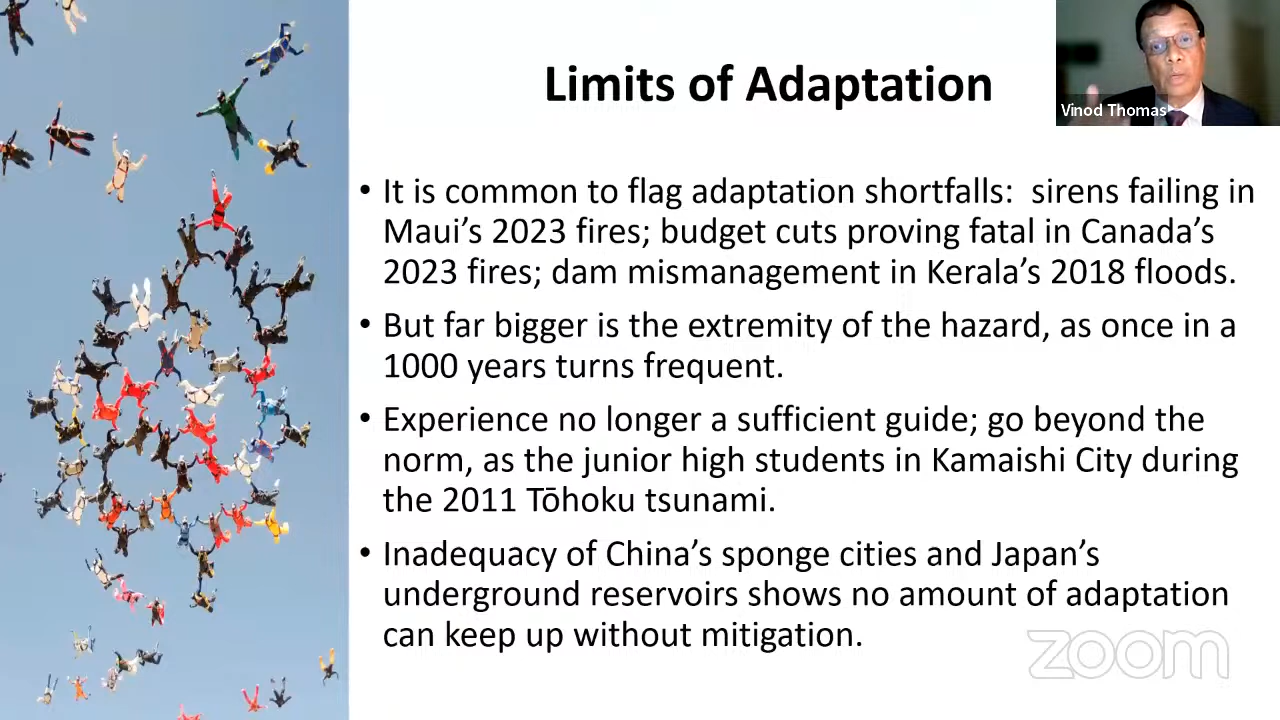 Limits of Adaptation
Vinod Thomas
• It is common to flag adaptation shortfalls:  sirens failing in
Maui’s 2023 fires; budget cuts proving fatal in Canada’s
2023 fires; dam mismanagement in Kerala’s 2018 floods.
• But far bigger is the extremity of the hazard, as once in a
1000 years turns frequent.
• Experience no longer a sufficient guide; go beyond the
norm, as the junior high students in Kamaishi City during
the 2011 Tōhoku tsunami.
• Inadequacy of China’s sponge cities and Japan’s
underground reservoirs shows no amount of adaptation
can keep up without mitigation.
zoom